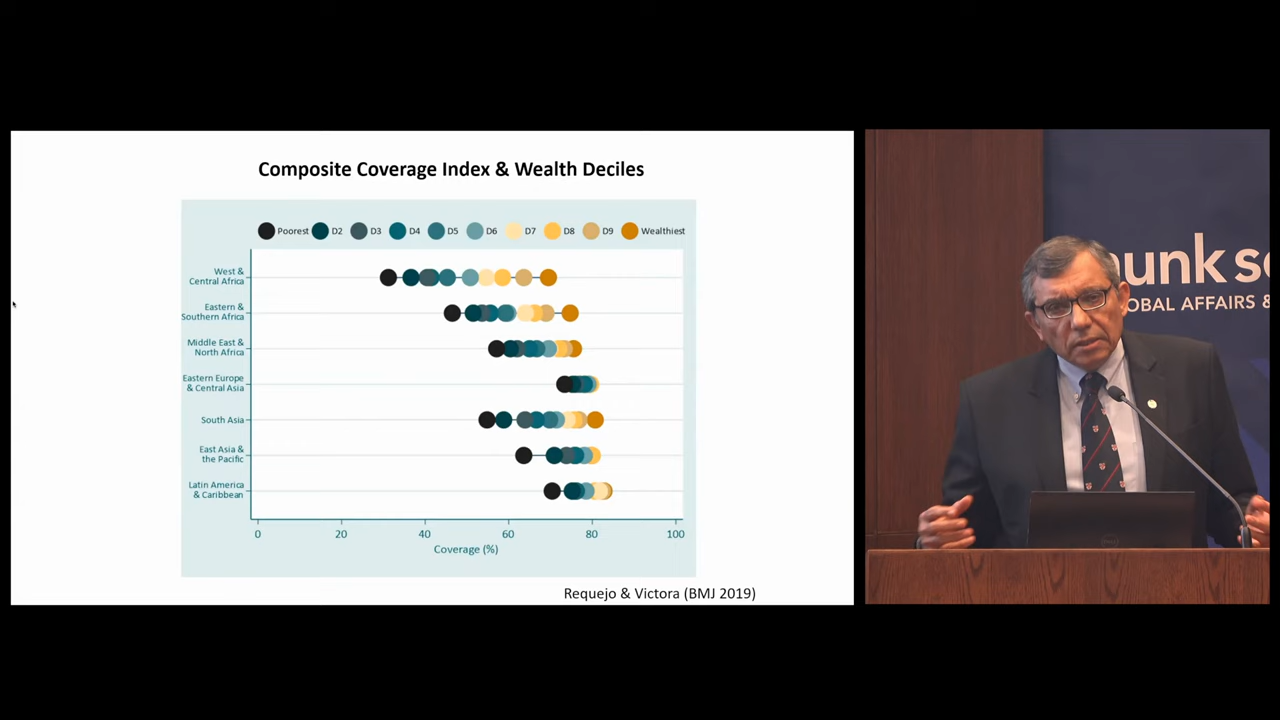 Composite Coverage Index & Wealth Deciles
Poorest D2 D3 D4 D5 D6 D7 D8 D9 Wealthiest
West &
Central Africa
Eastern &
Southern Africa
Middle East &
North Africa
Eastern Europe
& Central Asia
South Asia
East Asia &
the Pacific
Latin America
& Caribbean
0 20 40 60 80 100
Coverage (%)
Requejo & Victora (BMJ 2019)
unk s
OBAL AFFAIRS &
DELL